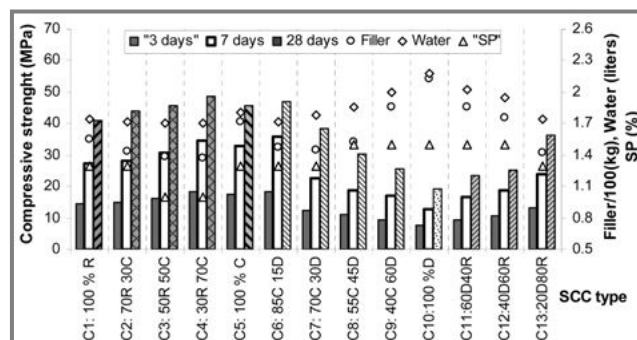 "3 days" 7 days 28 days Filler Water "SP"
Compressive strenght (MPa)
70
60
50
40
30
20
10
0
2.6
2.3
2
1.7
1.4
1.1
0.8
0.5
Filler/100(kg), Water (liters)
SP (%)
C1: 100 % R
C2: 70R 30C
C3: 50R 50C
C4: 30R 70C
C5: 100 % C
C6: 85C 15D
C7: 70C 30D
C8: 55C 45D
C9: 40C 60D
C10:100 %D
C11:60D40R
C12:40D60R
C13:20D80R
SCC type